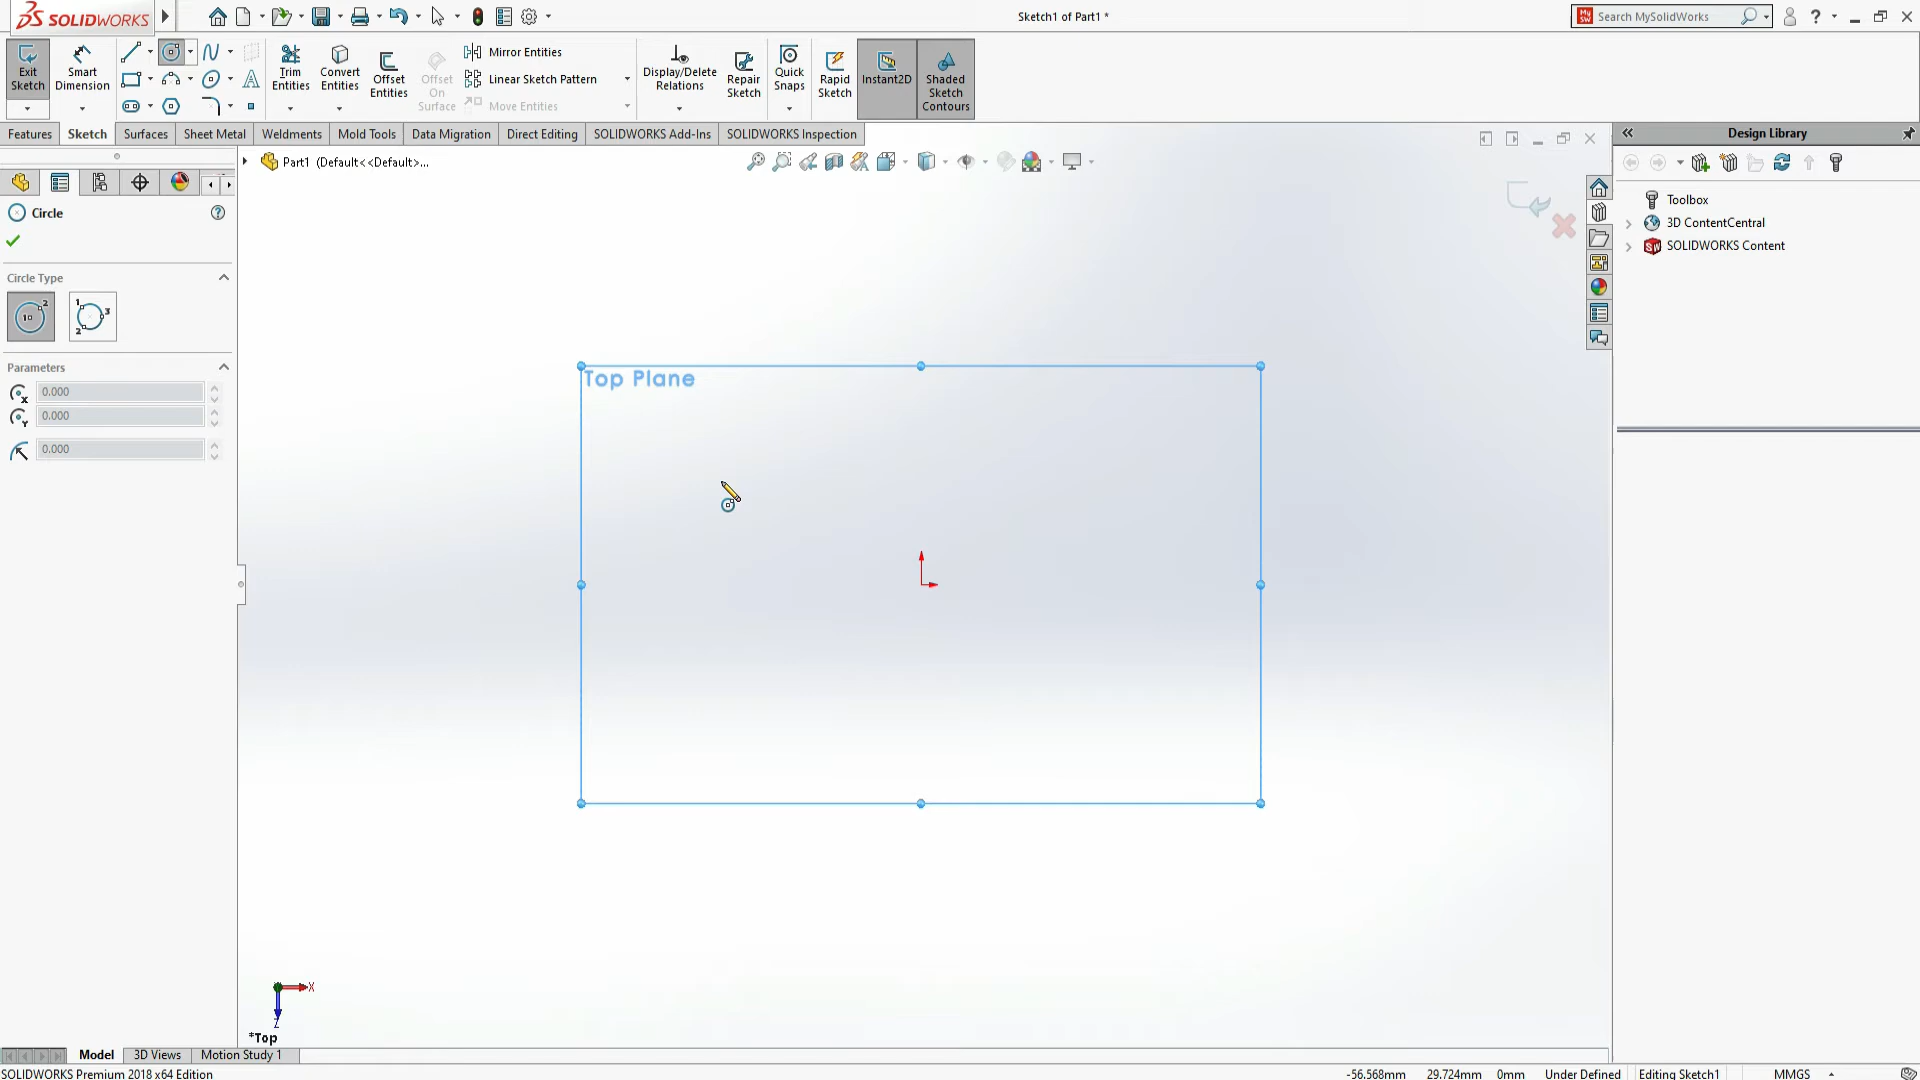 SOLIDWORKS
Sketch1 of Part1 *
Search MySolidWorks
Exit Sketch
Smart Dimension
Trim Entities
Convert Entities
Offset Entities
Offset On Surface
Mirror Entities
Linear Sketch Pattern
Move Entities
Display/Delete Relations
Repair Sketch
Quick Snaps
Rapid Sketch
Instant2D
Shaded Sketch Contours
Features
Sketch
Surfaces
Sheet Metal
Weldments
Mold Tools
Data Migration
Direct Editing
SOLIDWORKS Add-Ins
SOLIDWORKS Inspection
Design Library
Part1 (Default<<Default>...
Circle
Toolbox
3D ContentCentral
SOLIDWORKS Content
Circle Type
Parameters
0.000
0.000
0.000
Top Plane
X
Z
*Top
Model
3D Views
Motion Study 1
SOLIDWORKS Premium 2018 x64 Edition
-56.568mm
29.724mm
0mm
Under Defined
Editing Sketch1
MMGS